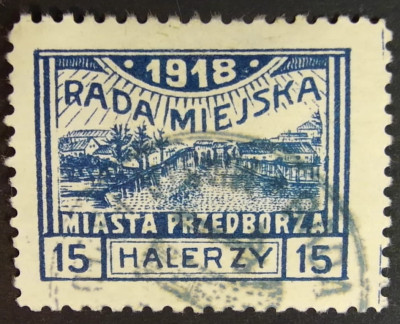 1918
RADA MIEJSKA
MIASTA PRZEDBORZA
15 HALERZY 15